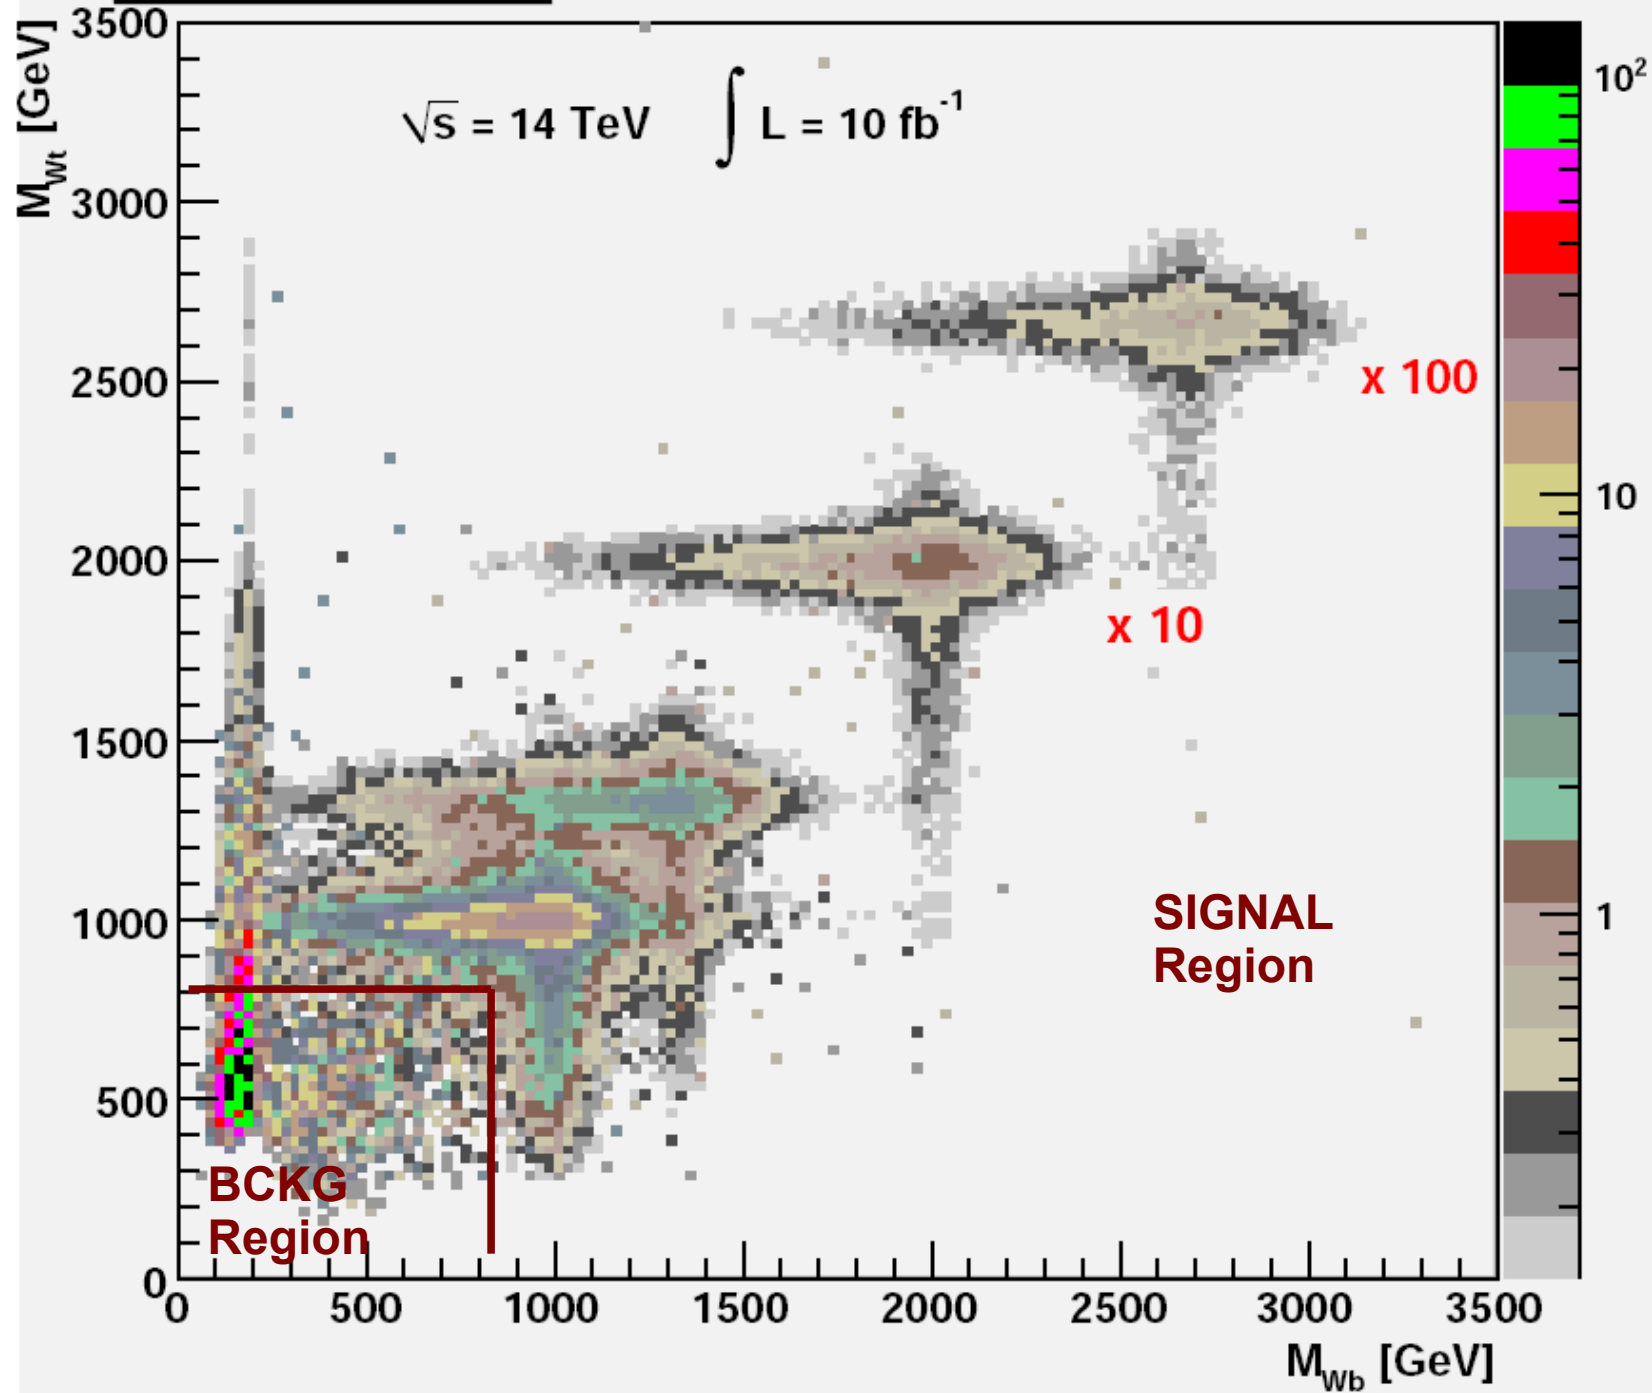 M_Wt [GeV]
3500
3000
2500
2000
1500
1000
500
0
√s = 14 TeV ∫ L = 10 fb⁻¹
x 100
x 10
SIGNAL
Region
BCKG
Region
0 500 1000 1500 2000 2500 3000 3500
M_Wb [GeV]
10²
10
1